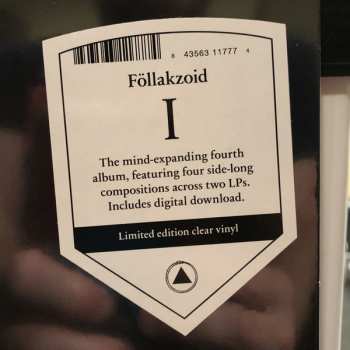 8 43563 11777 4
Föllakzoid
I
The mind-expanding fourth
album, featuring four side-long
compositions across two LPs.
Includes digital download.
Limited edition clear vinyl